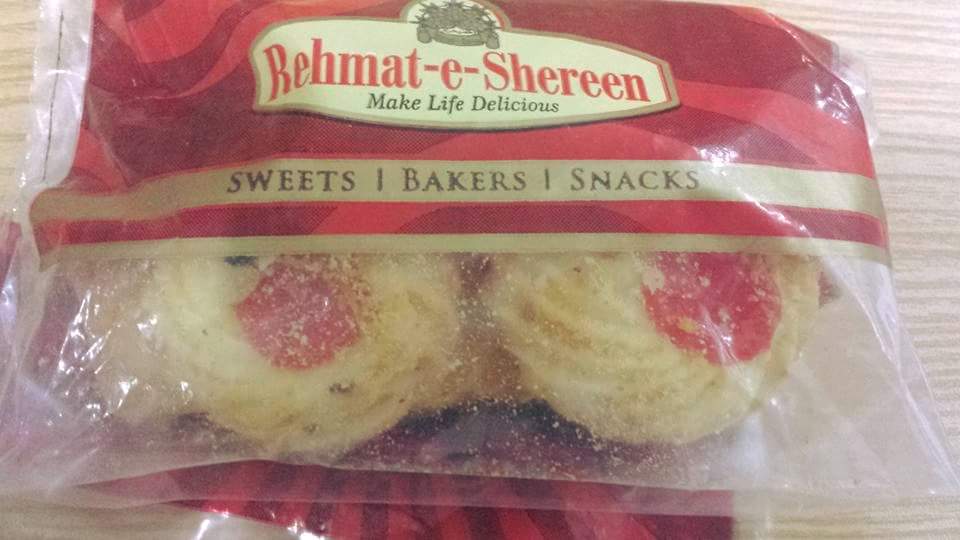 Rehmat-e-Shereen
Make Life Delicious
SWEETS | BAKERS | SNACKS